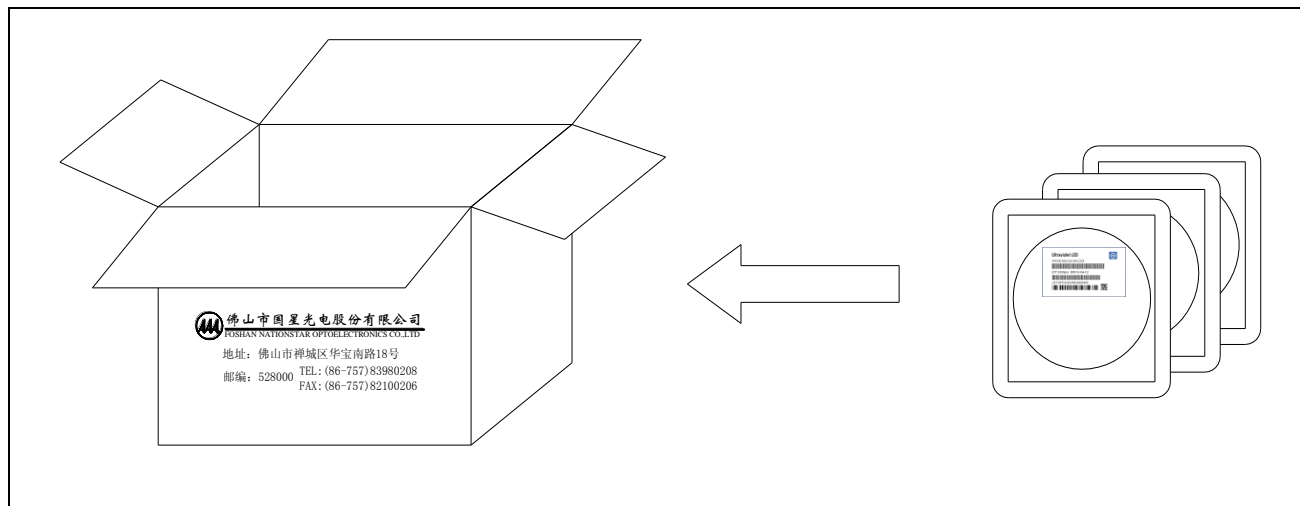 佛山市国星光电股份有限公司
FOSHAN NATIONSTAR OPTOELECTRONICS CO.,LTD
地址: 佛山市禅城区华宝南路18号
邮编: 528000
TEL:(86-757)83980208
FAX:(86-757)82100206
Ultraviolet LED